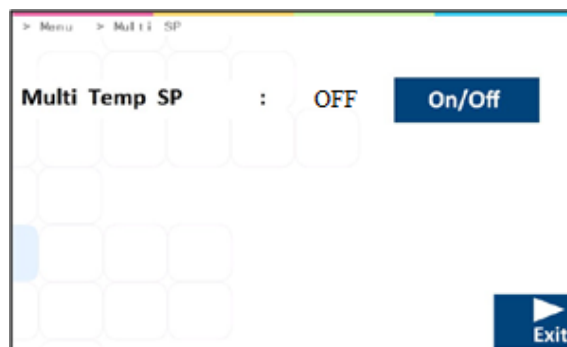 > Menu > Multi SP
Multi Temp SP : OFF On/Off
Exit